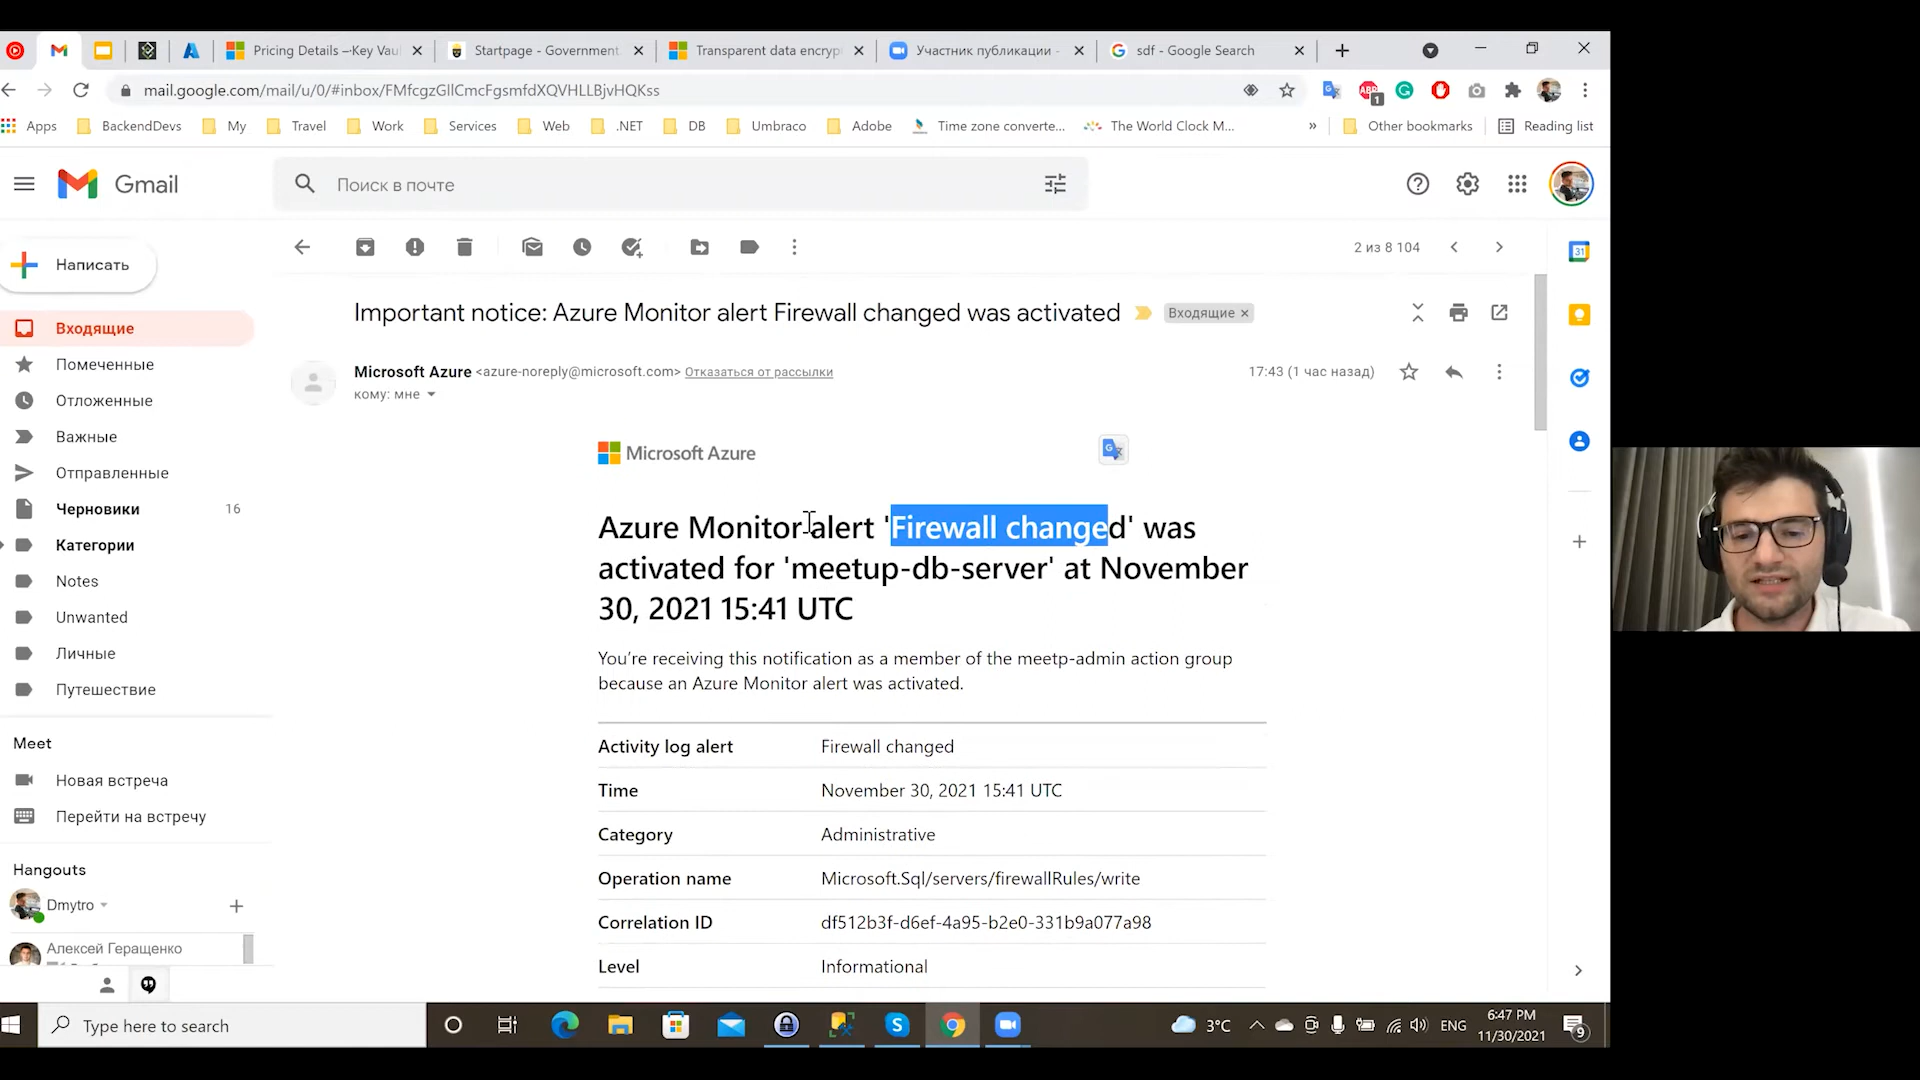 Pricing Details – Key Vau
Startpage - Government
Transparent data encryp
Участник публикации -
sdf - Google Search
mail.google.com/mail/u/0/#inbox/FMfcgzGllCmcFgsmfdXQVHLLBjvHQKss
ABP
1
Apps
BackendDevs
My
Travel
Work
Services
Web
.NET
DB
Umbraco
Adobe
Time zone converte...
The World Clock M...
»
Other bookmarks
Reading list
Gmail
Поиск в почте
Написать
2 из 8 104
31
Important notice: Azure Monitor alert Firewall changed was activated
Входящие ×
Входящие
Помеченные
Отложенные
Важные
Отправленные
Черновики 16
Категории
Notes
Unwanted
Личные
Путешествие
Microsoft Azure <azure-noreply@microsoft.com> Отказаться от рассылки
17:43 (1 час назад)
кому: мне
Microsoft Azure
Azure Monitor alert 'Firewall changed' was
activated for 'meetup-db-server' at November
30, 2021 15:41 UTC
You’re receiving this notification as a member of the meetp-admin action group
because an Azure Monitor alert was activated.
Activity log alert Firewall changed
Time November 30, 2021 15:41 UTC
Category Administrative
Operation name Microsoft.Sql/servers/firewallRules/write
Correlation ID df512b3f-d6ef-4a95-b2e0-331b9a077a98
Level Informational
Meet
Новая встреча
Перейти на встречу
Hangouts
Dmytro
Алексей Геращенко
Type here to search
3°C
ENG
6:47 PM
11/30/2021
9